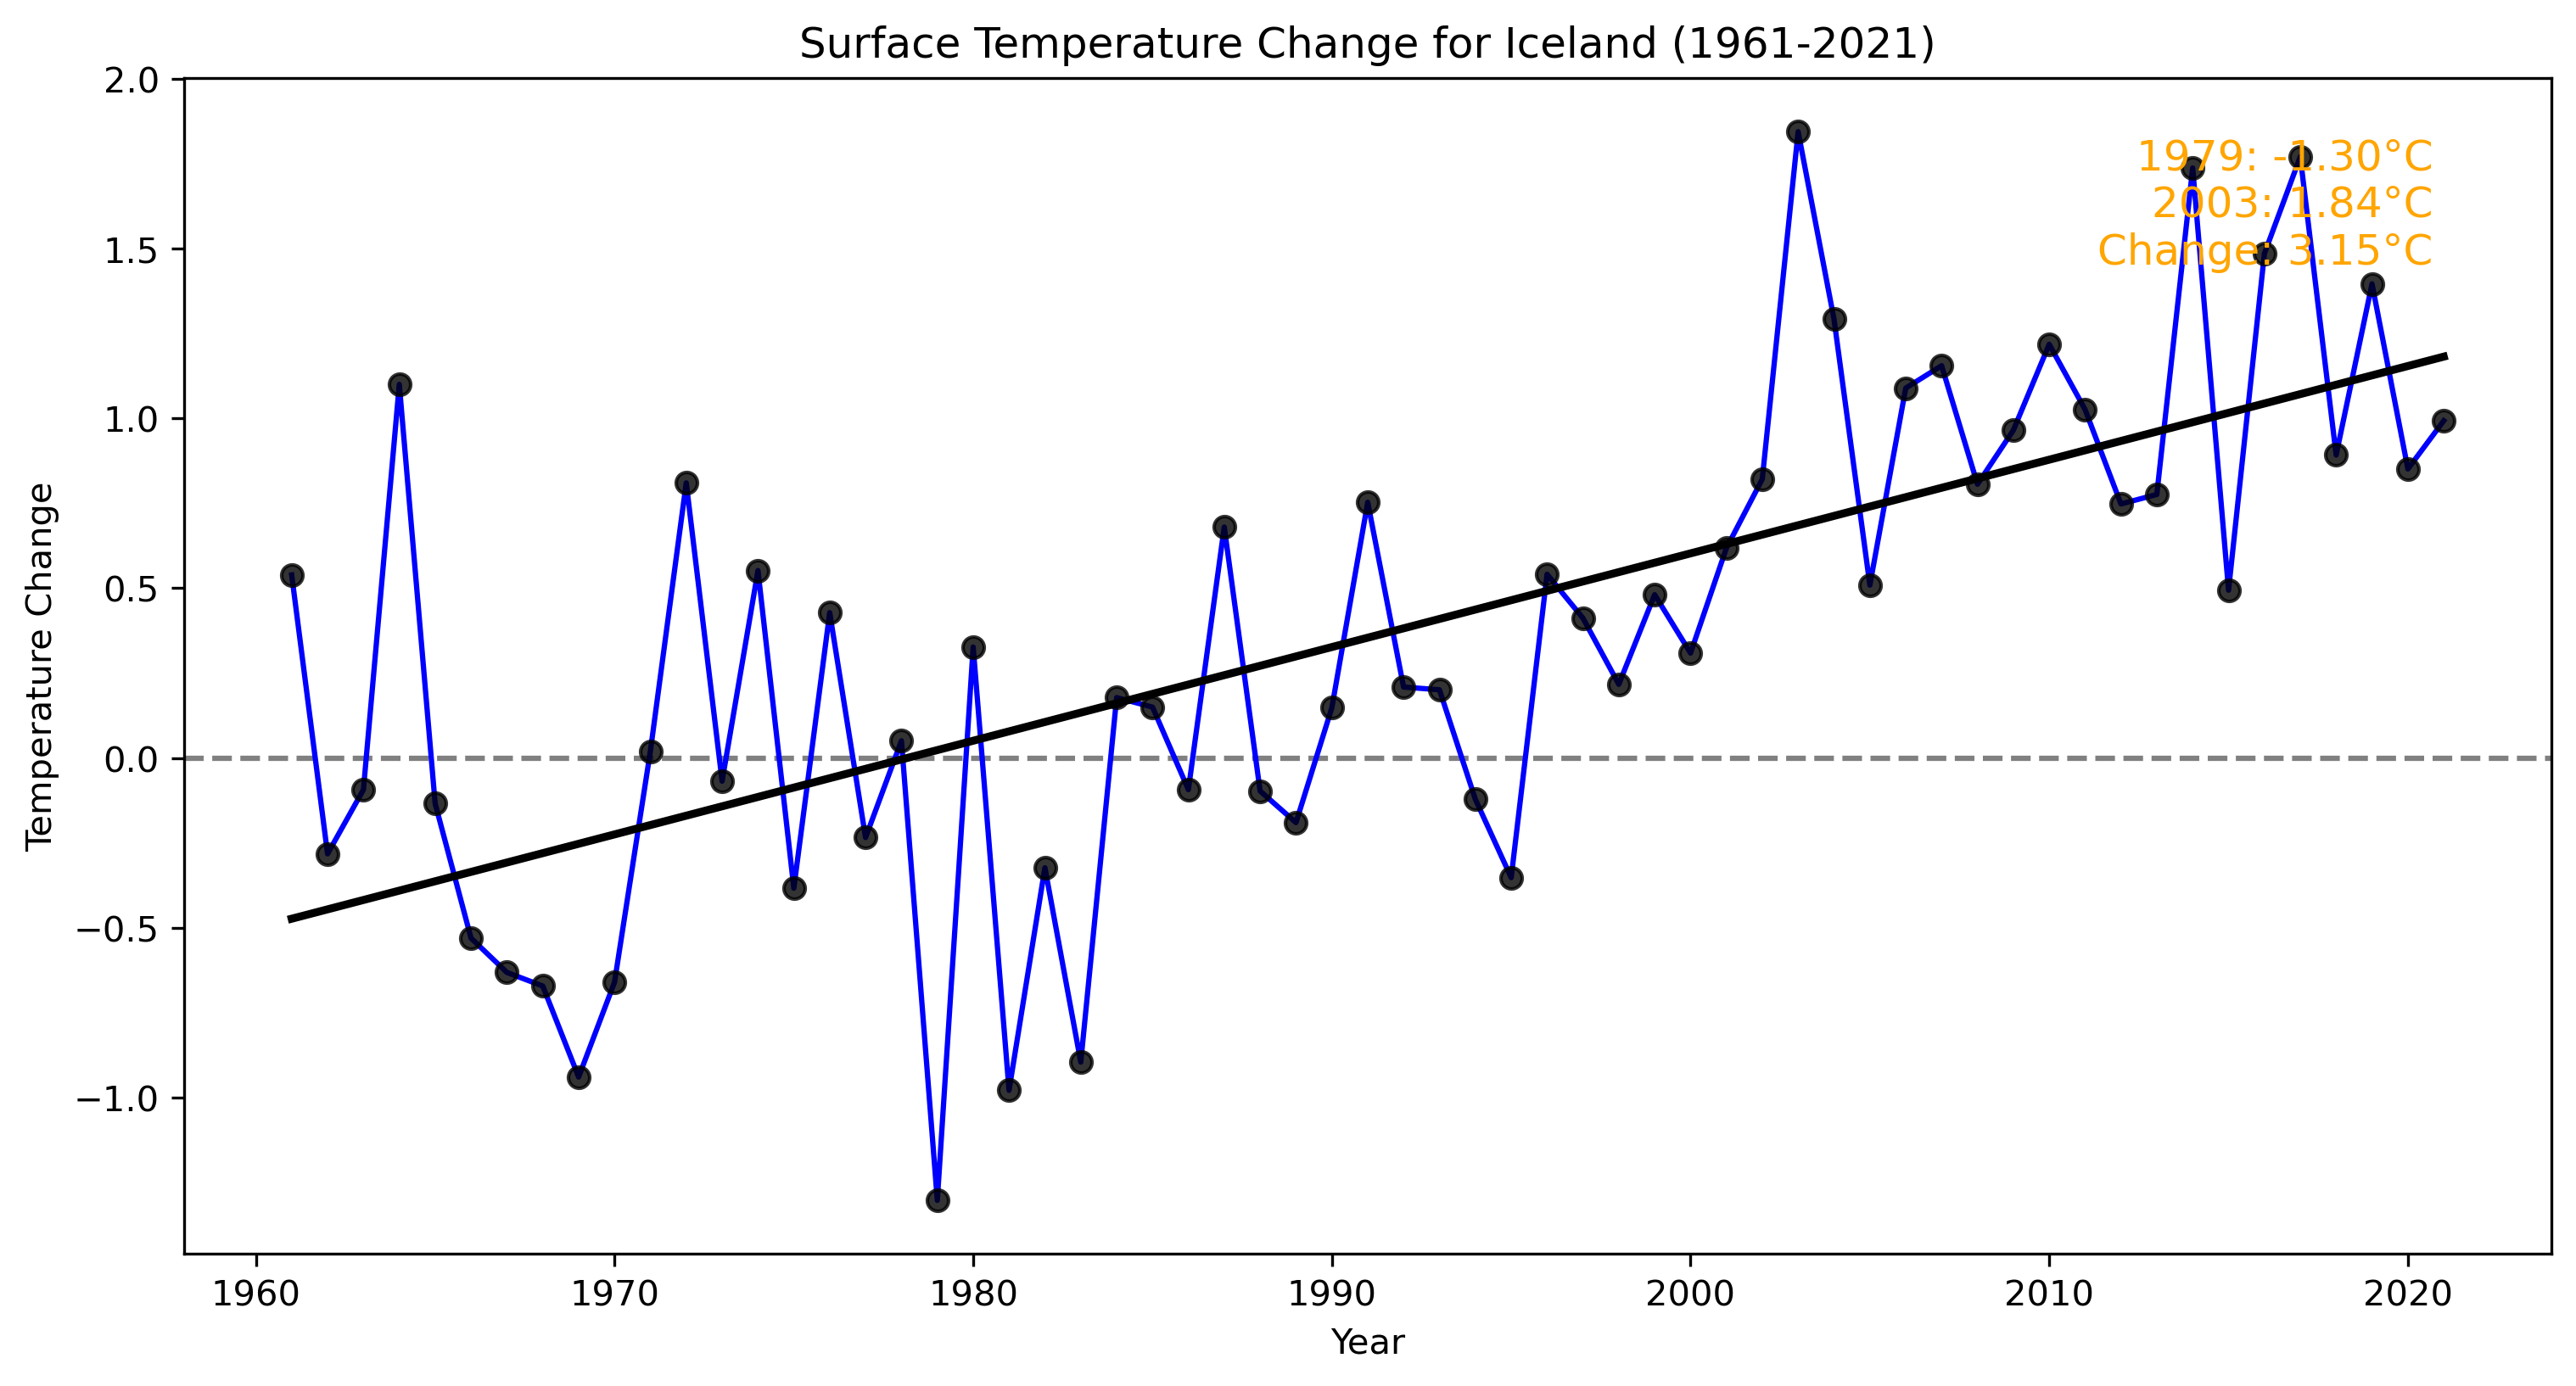 Surface Temperature Change for Iceland (1961-2021)
2.0
1.5
1.0
0.5
0.0
−0.5
−1.0
Temperature Change
1979: -1.30°C
2003: 1.84°C
Change: 3.15°C
1960 1970 1980 1990 2000 2010 2020
Year